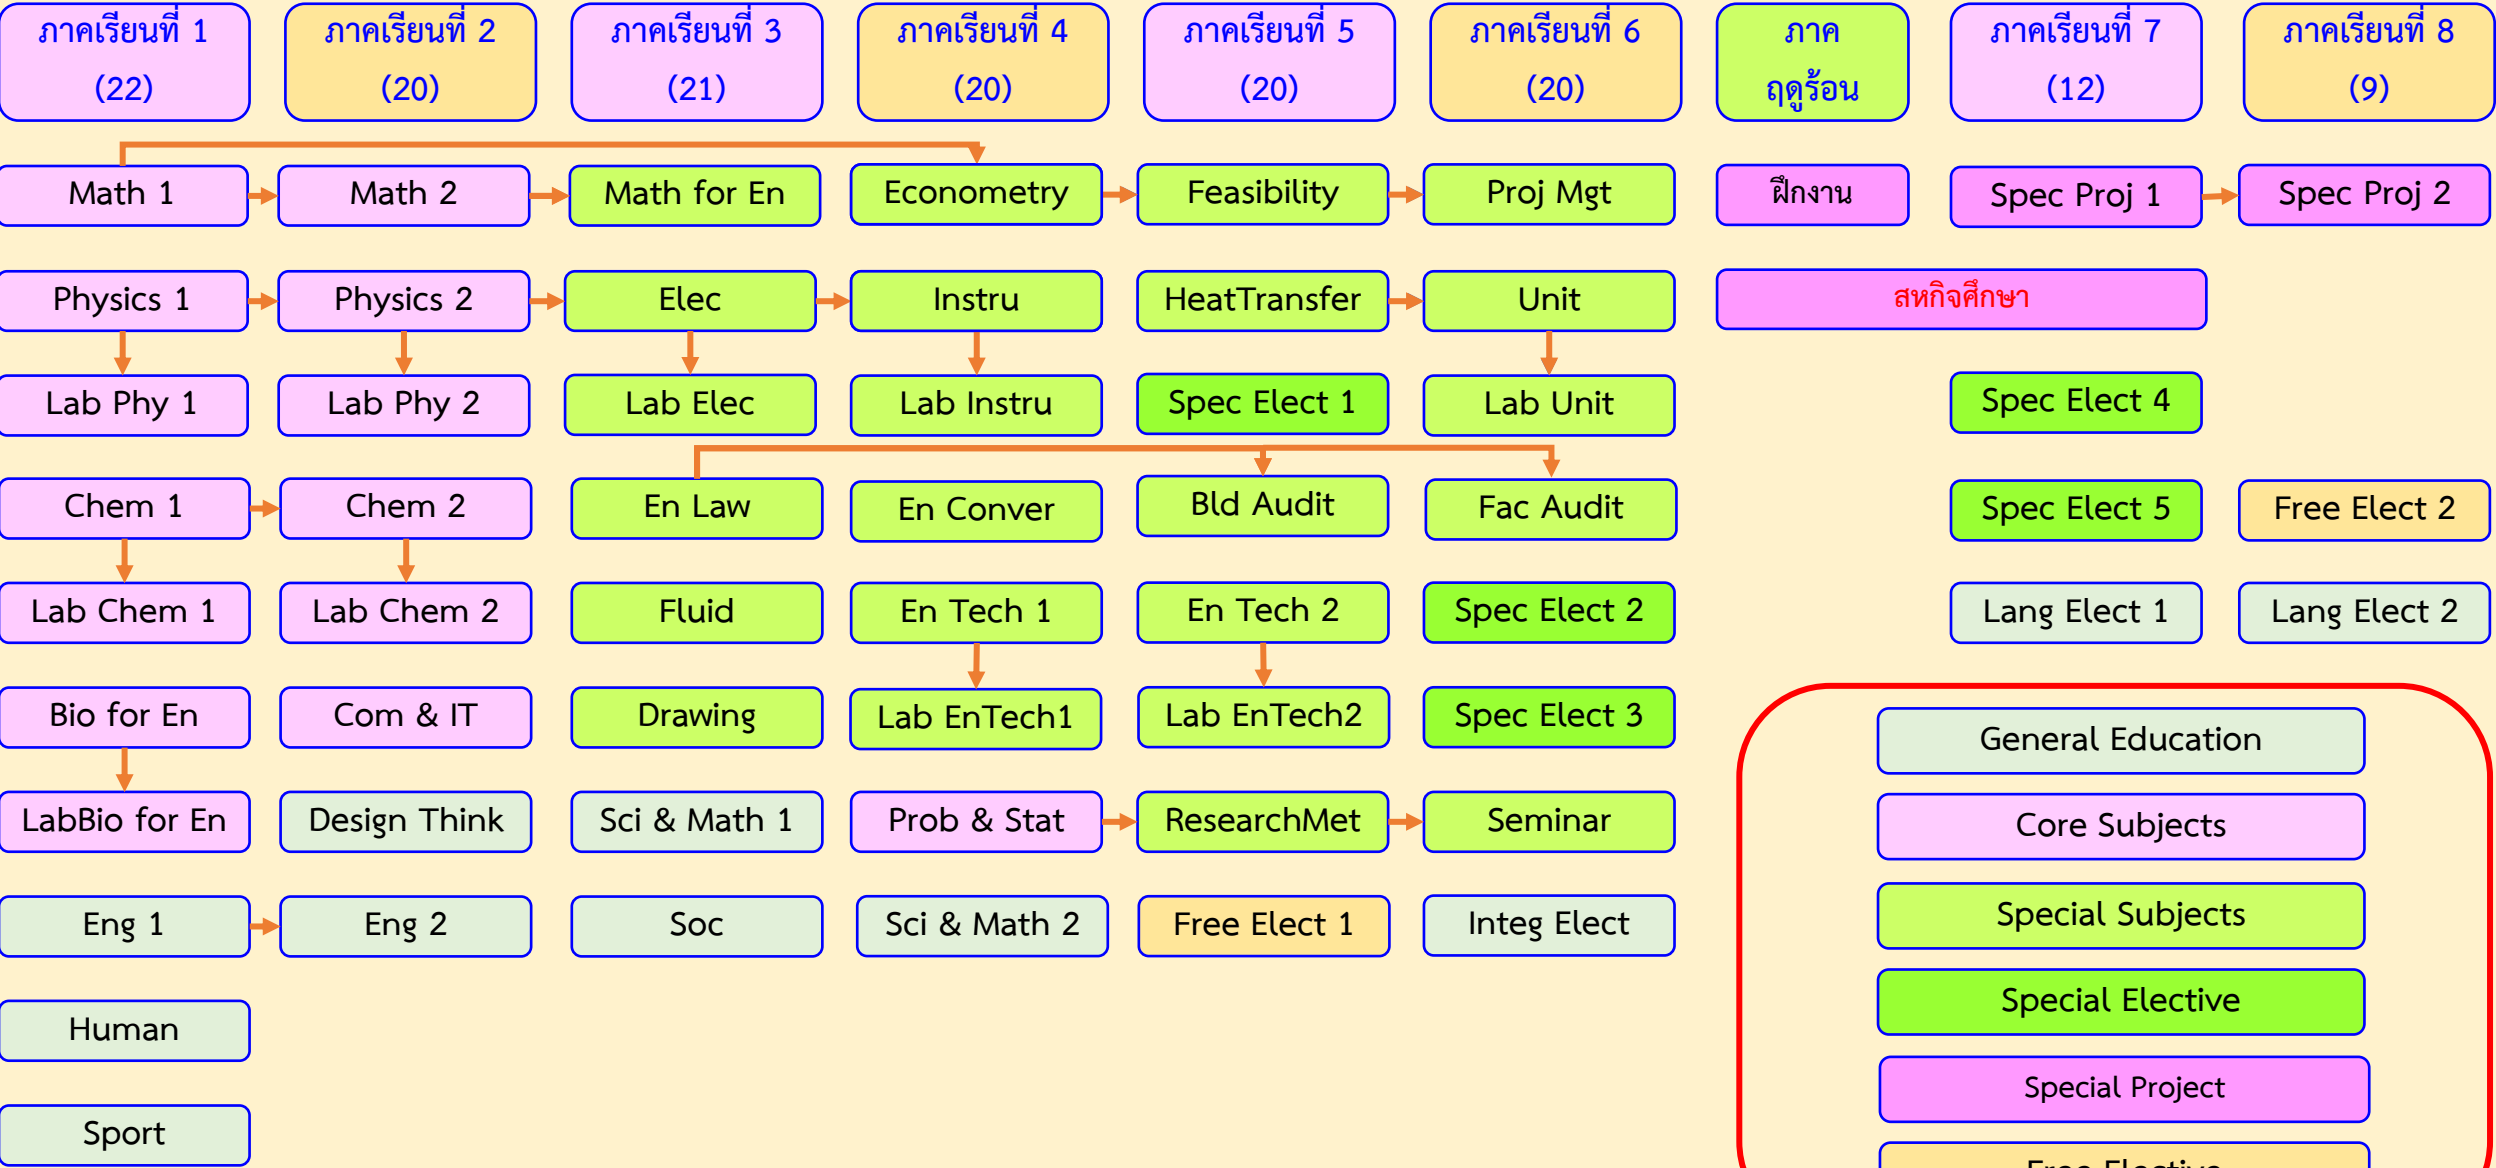 ภาคเรียนที่ 1
(22)
ภาคเรียนที่ 2
(20)
ภาคเรียนที่ 3
(21)
ภาคเรียนที่ 4
(20)
ภาคเรียนที่ 5
(20)
ภาคเรียนที่ 6
(20)
ภาค
ฤดูร้อน
ภาคเรียนที่ 7
(12)
ภาคเรียนที่ 8
(9)
Math 1
Math 2
Math for En
Econometry
Feasibility
Proj Mgt
ฝึกงาน
Spec Proj 1
Spec Proj 2
Physics 1
Physics 2
Elec
Instru
HeatTransfer
Unit
สหกิจศึกษา
Lab Phy 1
Lab Phy 2
Lab Elec
Lab Instru
Spec Elect 1
Lab Unit
Spec Elect 4
Chem 1
Chem 2
En Law
En Conver
Bld Audit
Fac Audit
Spec Elect 5
Free Elect 2
Lab Chem 1
Lab Chem 2
Fluid
En Tech 1
En Tech 2
Spec Elect 2
Lang Elect 1
Lang Elect 2
Bio for En
Com & IT
Drawing
Lab EnTech1
Lab EnTech2
Spec Elect 3
LabBio for En
Design Think
Sci & Math 1
Prob & Stat
ResearchMet
Seminar
Eng 1
Eng 2
Soc
Sci & Math 2
Free Elect 1
Integ Elect
Human
Sport
General Education
Core Subjects
Special Subjects
Special Elective
Special Project
Free Elective